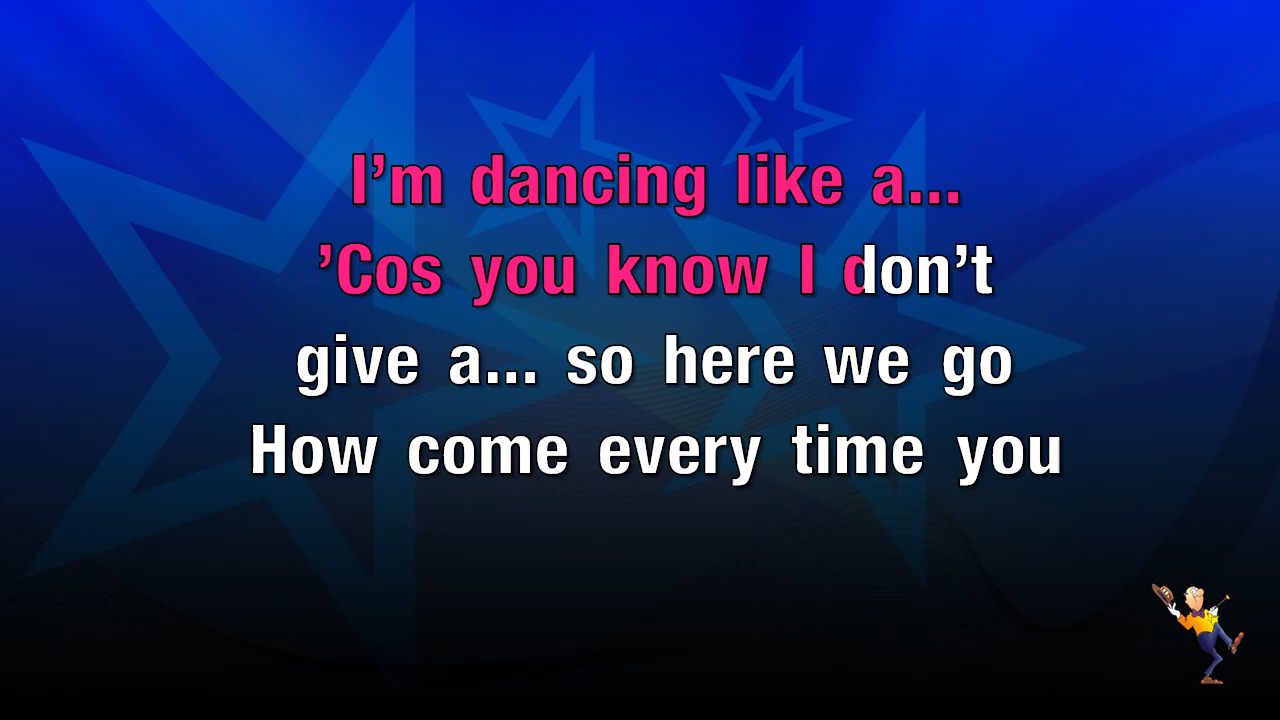 I’m dancing like a...
’Cos you know I don’t
give a... so here we go
How come every time you